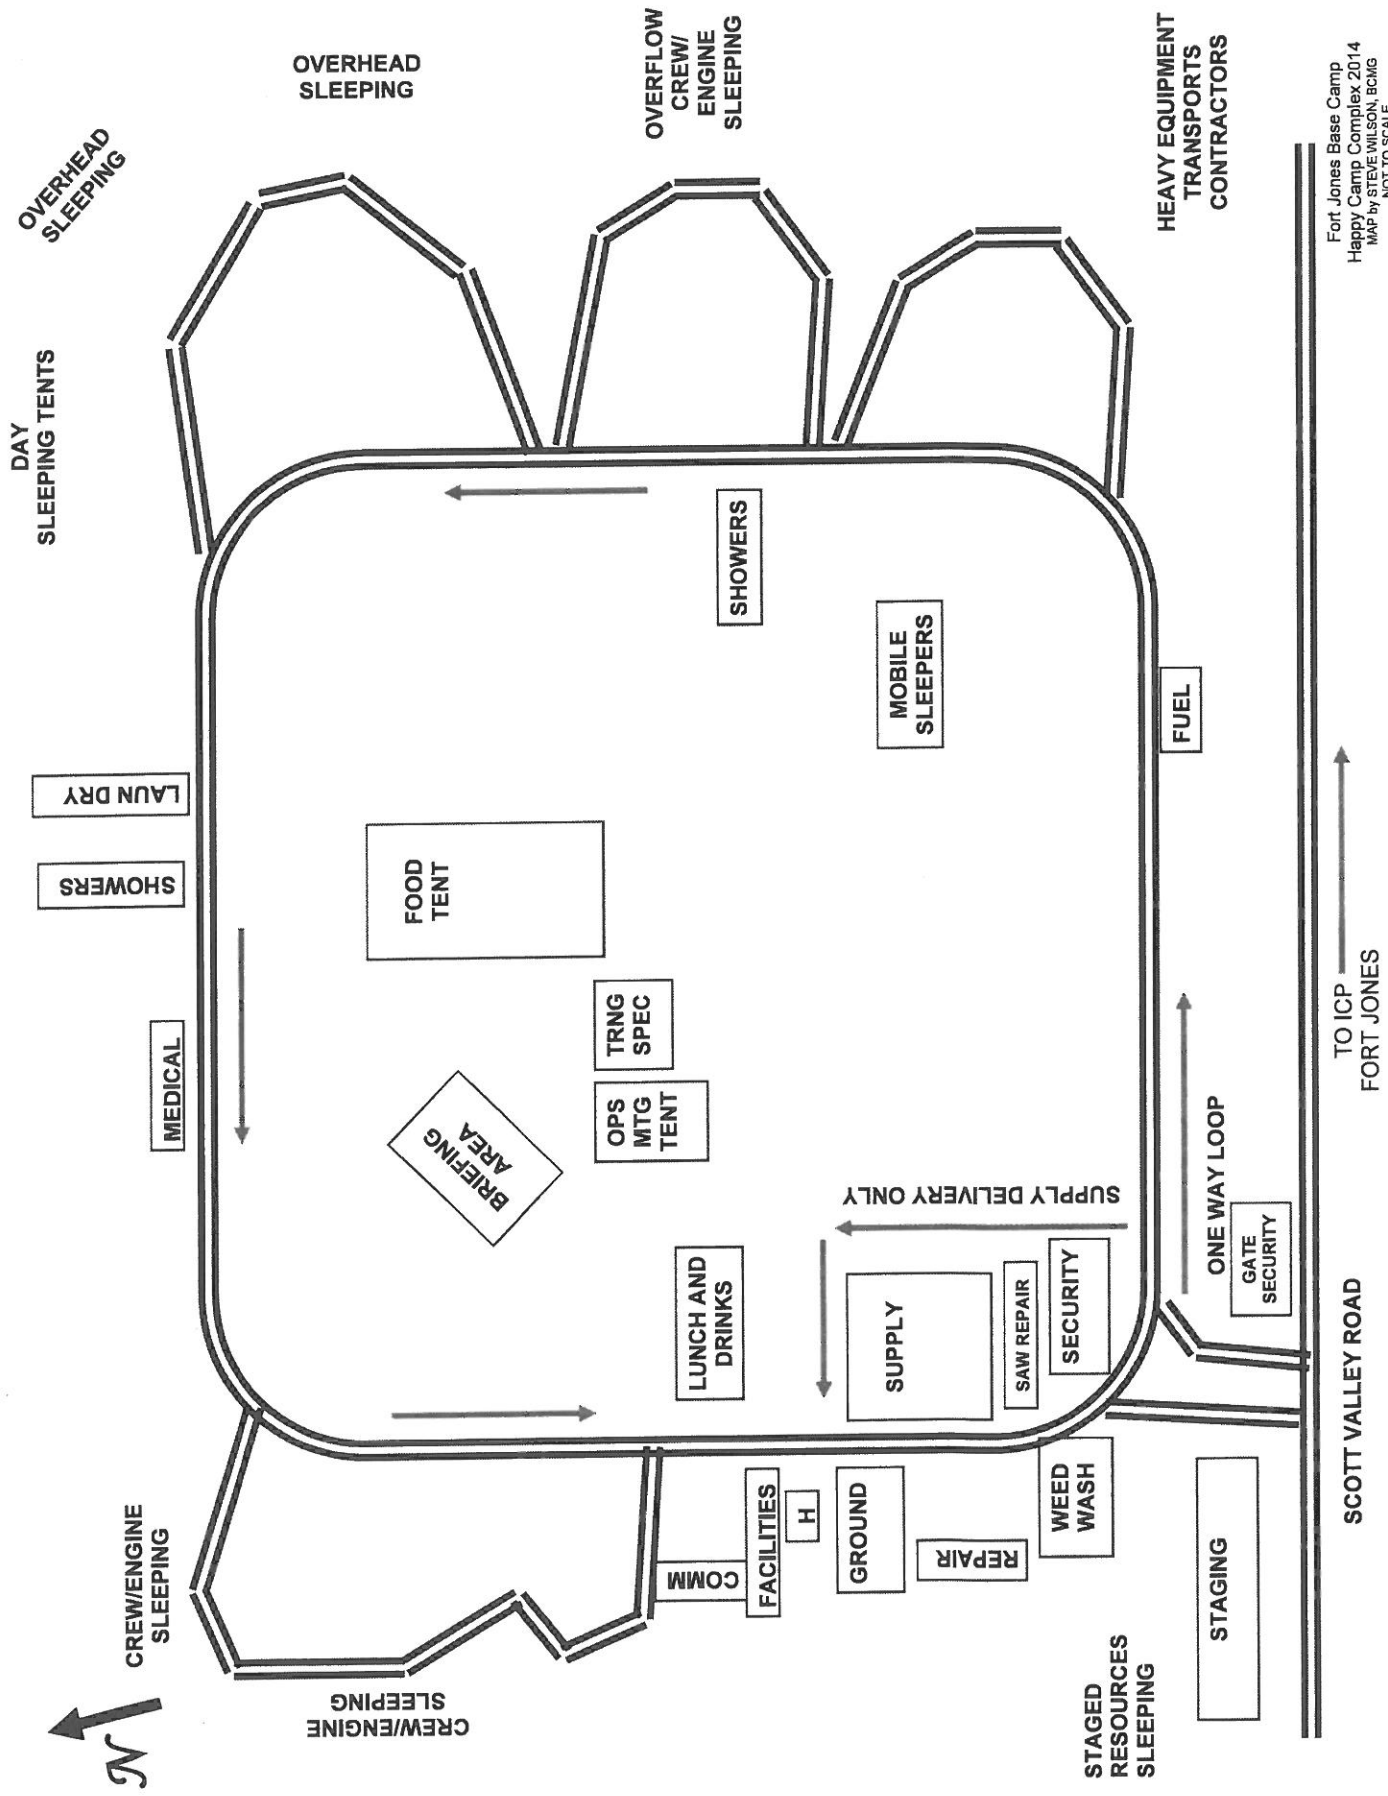 N
CREW/ENGINE
SLEEPING
CREW/ENGINE
SLEEPING
MEDICAL
SHOWERS
LAUN DRY
DAY
SLEEPING TENTS
OVERHEAD
SLEEPING
OVERHEAD
SLEEPING
OVERFLOW
CREW/
ENGINE
SLEEPING
HEAVY EQUIPMENT
TRANSPORTS
CONTRACTORS
BRIEFING
AREA
FOOD
TENT
OPS
MTG
TENT
TRNG
SPEC
SHOWERS
MOBILE
SLEEPERS
LUNCH AND
DRINKS
SUPPLY DELIVERY ONLY
SUPPLY
SAW REPAIR
SECURITY
COMM
FACILITIES
H
GROUND
REPAIR
WEED
WASH
STAGED
RESOURCES
SLEEPING
STAGING
ONE WAY LOOP
GATE
SECURITY
FUEL
SCOTT VALLEY ROAD
TO ICP
FORT JONES
Fort Jones Base Camp
Happy Camp Complex 2014
MAP by STEVE WILSON, BCMG
NOT TO SCALE